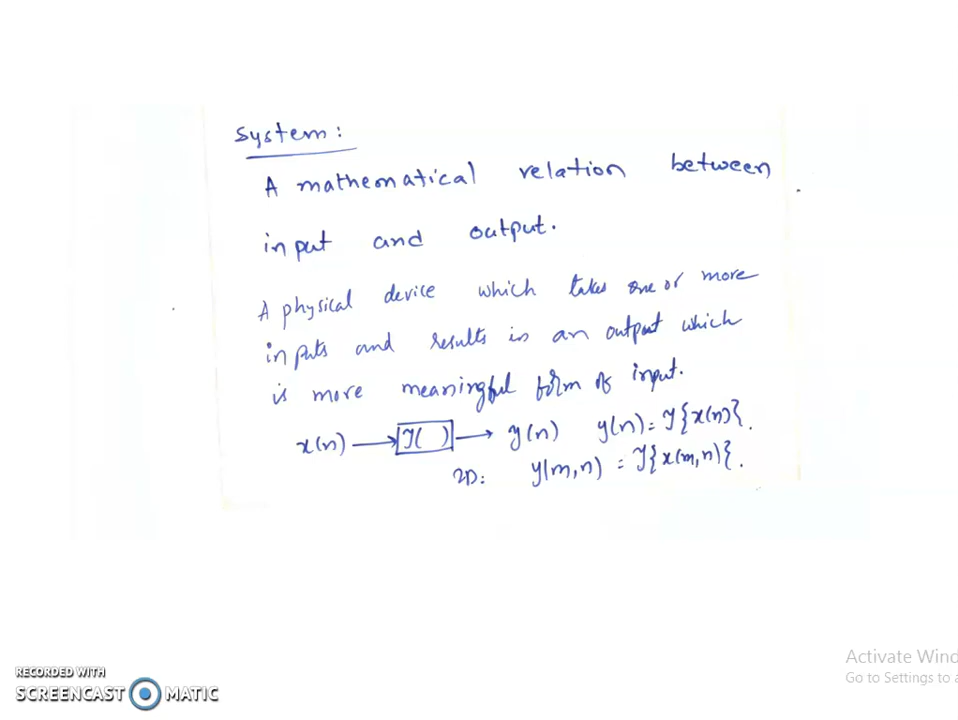 System:
A mathematical relation between
input and output.
A physical device which takes one or more
inputs and results in an output which
is more meaningful form of input.
x(n) → T( ) → y(n) y(n) = T{x(n)}.
2D: y(m,n) = T{x(m,n)}.
Activate Wind
Go to Settings to a
RECORDED WITH
SCREENCAST MATIC